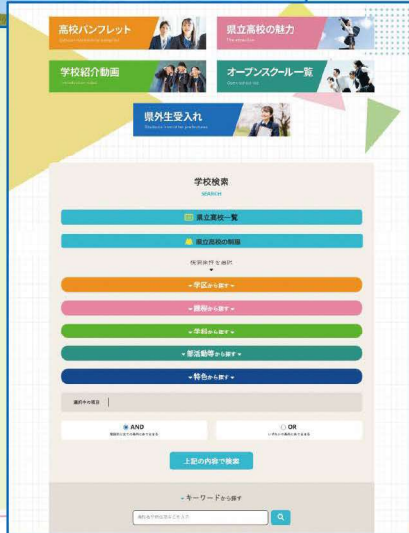 高校パンフレット
県立高校の魅力
学校紹介動画
オープンスクール一覧
Open school list
県外生受入れ
学校検索
SEARCH
県立高校一覧
県立高校の制服
検索条件を選択
学区から探す
課程から探す
学科から探す
部活動等から探す
特色から探す
選択中の項目
AND
OR
上記の内容で検索
キーワードから探す